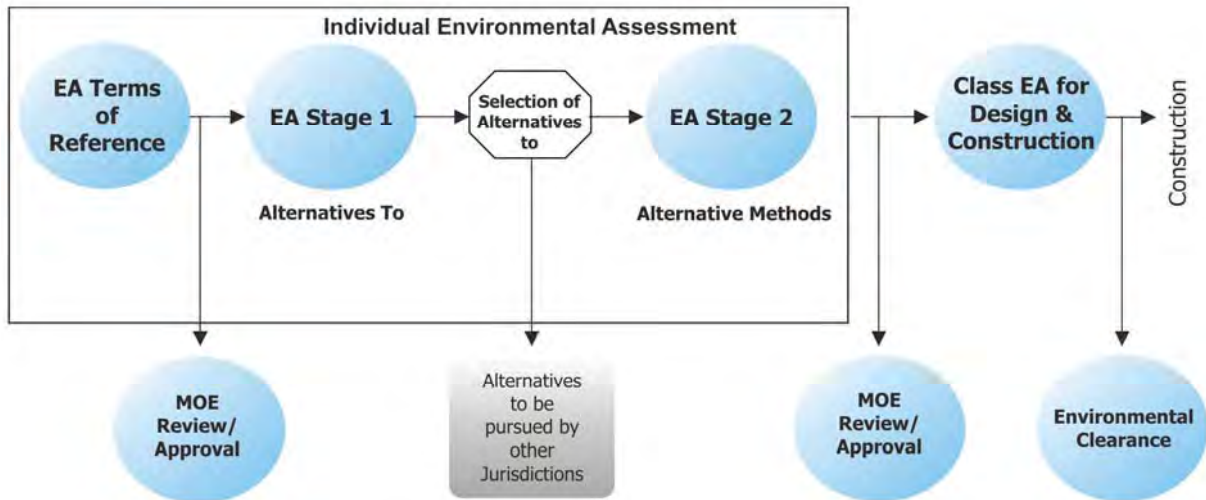 Individual Environmental Assessment
EA Terms
of
Reference
EA Stage 1
Selection of
Alternatives
to
EA Stage 2
Class EA for
Design &
Construction
Construction
Alternatives To
Alternative Methods
MOE
Review/
Approval
Alternatives
to be
pursued by
other
Jurisdictions
MOE
Review/
Approval
Environmental
Clearance